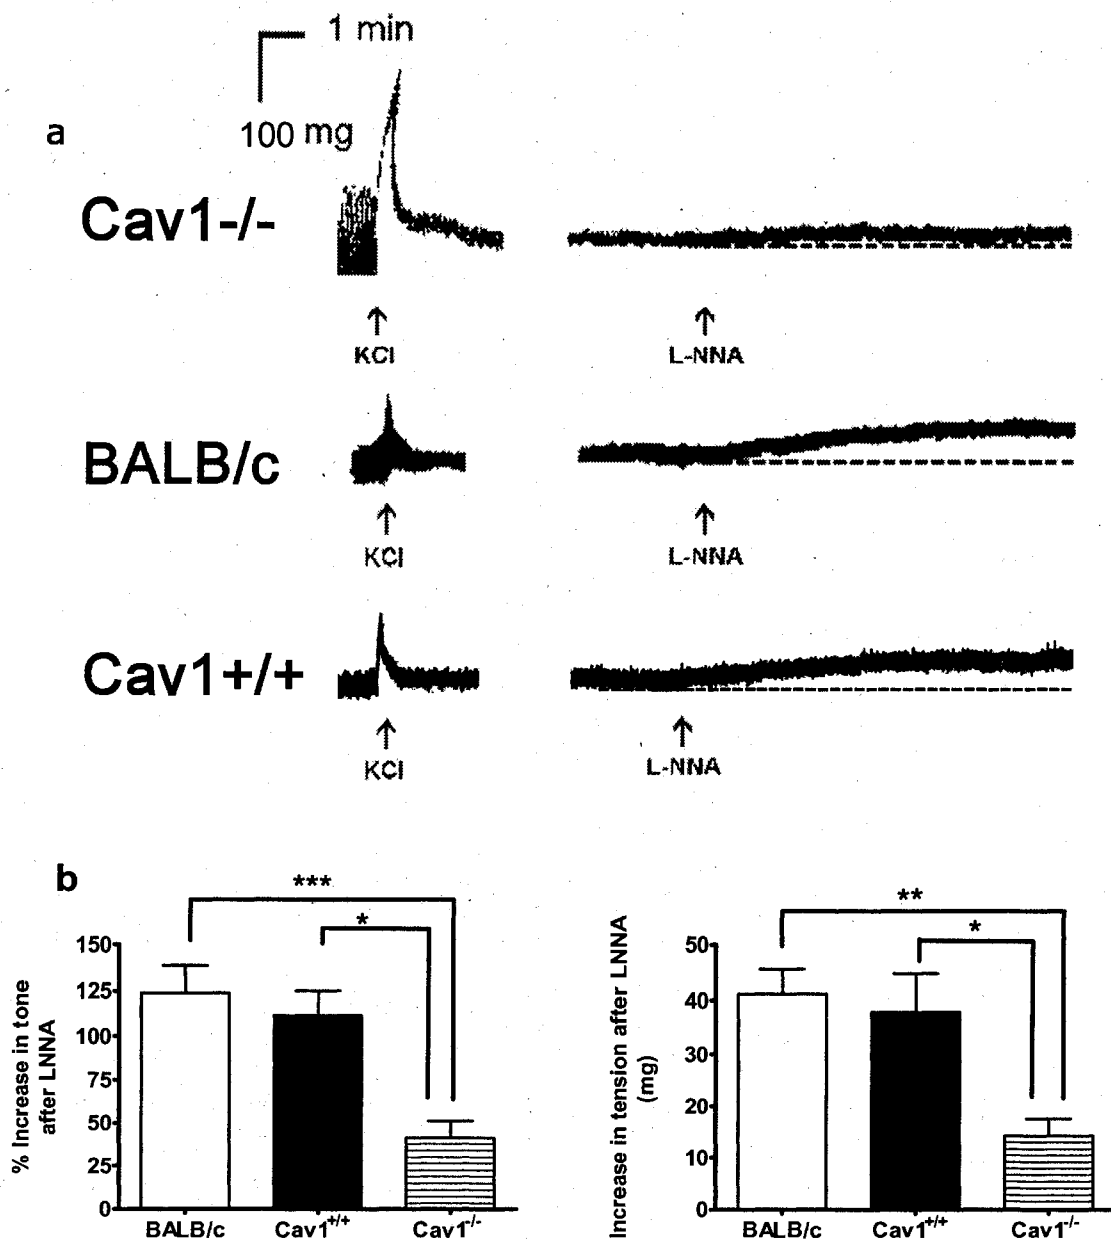 1 min
100 mg
a
Cav1-/-
KCl
L-NNA
BALB/c
KCl
L-NNA
Cav1+/+
KCl
L-NNA
b
***
*
% Increase in tone
after LNNA
150
125
100
75
50
25
0
BALB/c Cav1+/+ Cav1-/-
**
*
Increase in tension after LNNA
(mg)
50
40
30
20
10
0
BALB/c Cav1+/+ Cav1-/-